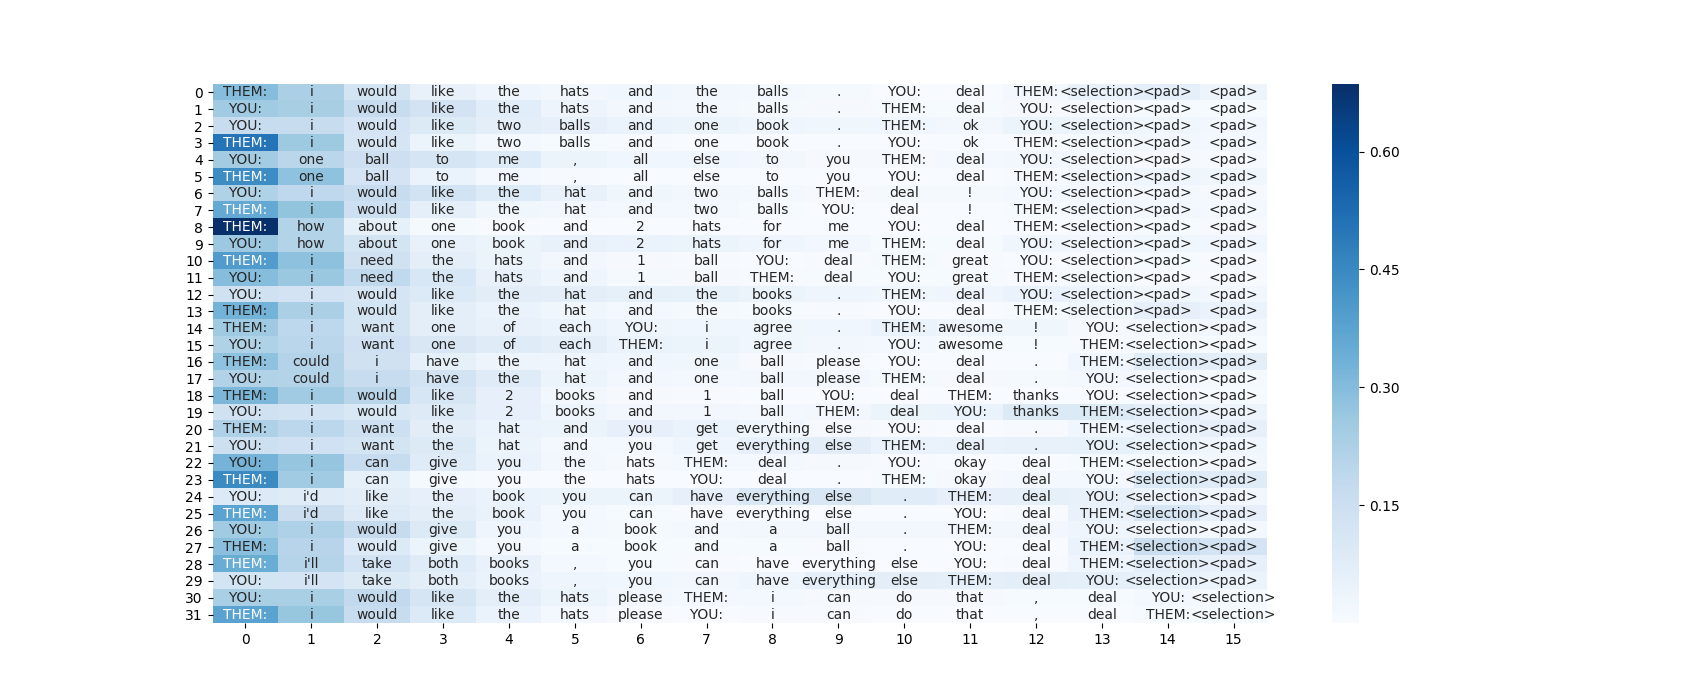 0 THEM: i would like the hats and the balls . YOU: deal THEM: <selection> <pad> <pad>
1 YOU: i would like the hats and the balls . THEM: deal YOU: <selection> <pad> <pad>
2 YOU: i would like two balls and one book . THEM: ok YOU: <selection> <pad> <pad>
3 THEM: i would like two balls and one book . YOU: ok THEM: <selection> <pad> <pad>
4 YOU: one ball to me , all else to you THEM: deal YOU: <selection> <pad> <pad>
5 THEM: one ball to me , all else to you YOU: deal THEM: <selection> <pad> <pad>
6 YOU: i would like the hat and two balls THEM: deal ! YOU: <selection> <pad> <pad>
7 THEM: i would like the hat and two balls YOU: deal ! THEM: <selection> <pad> <pad>
8 THEM: how about one book and 2 hats for me YOU: deal THEM: <selection> <pad> <pad>
9 YOU: how about one book and 2 hats for me THEM: deal YOU: <selection> <pad> <pad>
10 THEM: i need the hats and 1 ball YOU: deal THEM: great YOU: <selection> <pad> <pad>
11 YOU: i need the hats and 1 ball THEM: deal YOU: great THEM: <selection> <pad> <pad>
12 YOU: i would like the hat and the books . THEM: deal YOU: <selection> <pad> <pad>
13 THEM: i would like the hat and the books . YOU: deal THEM: <selection> <pad> <pad>
14 THEM: i want one of each YOU: i agree . THEM: awesome ! YOU: <selection> <pad>
15 YOU: i want one of each THEM: i agree . YOU: awesome ! THEM: <selection> <pad>
16 THEM: could i have the hat and one ball please YOU: deal . THEM: <selection> <pad>
17 YOU: could i have the hat and one ball please THEM: deal . YOU: <selection> <pad>
18 THEM: i would like 2 books and 1 ball YOU: deal THEM: thanks YOU: <selection> <pad>
19 YOU: i would like 2 books and 1 ball THEM: deal YOU: thanks THEM: <selection> <pad>
20 THEM: i want the hat and you get everything else YOU: deal . THEM: <selection> <pad>
21 YOU: i want the hat and you get everything else THEM: deal . YOU: <selection> <pad>
22 YOU: i can give you the hats THEM: deal . YOU: okay deal THEM: <selection> <pad>
23 THEM: i can give you the hats YOU: deal . THEM: okay deal YOU: <selection> <pad>
24 YOU: i'd like the book you can have everything else . THEM: deal YOU: <selection> <pad>
25 THEM: i'd like the book you can have everything else . YOU: deal THEM: <selection> <pad>
26 YOU: i would give you a book and a ball . THEM: deal YOU: <selection> <pad>
27 THEM: i would give you a book and a ball . YOU: deal THEM: <selection> <pad>
28 THEM: i'll take both books , you can have everything else YOU: deal THEM: <selection> <pad>
29 YOU: i'll take both books , you can have everything else THEM: deal YOU: <selection> <pad>
30 YOU: i would like the hats please THEM: i can do that , deal YOU: <selection>
31 THEM: i would like the hats please YOU: i can do that , deal THEM: <selection>
0 1 2 3 4 5 6 7 8 9 10 11 12 13 14 15
0.60
0.45
0.30
0.15